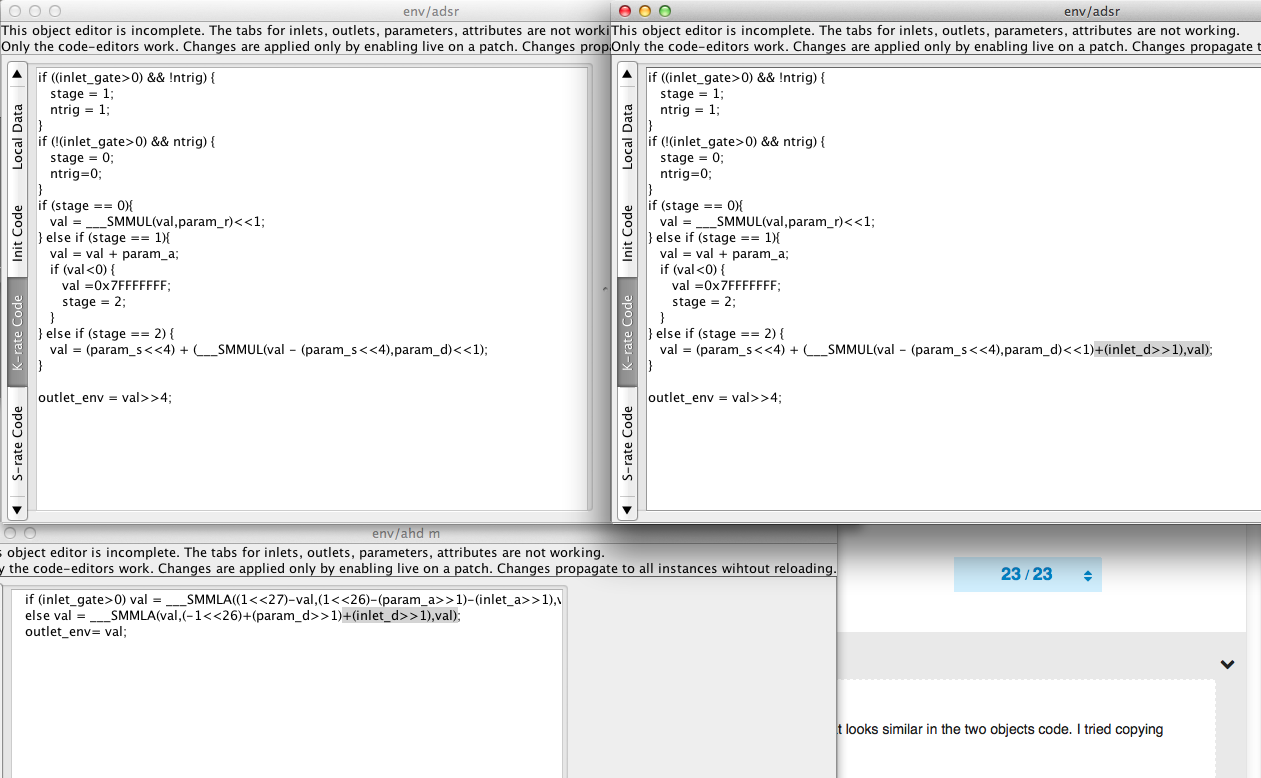 env/adsr
This object editor is incomplete. The tabs for inlets, outlets, parameters, attributes are not worki
Only the code-editors work. Changes are applied only by enabling live on a patch. Changes prop
Local Data
Init Code
K-rate Code
S-rate Code
if ((inlet_gate>0) && !ntrig) {
stage = 1;
ntrig = 1;
}
if (!(inlet_gate>0) && ntrig) {
stage = 0;
ntrig=0;
}
if (stage == 0){
val = ___SMMUL(val,param_r)<<1;
} else if (stage == 1){
val = val + param_a;
if (val<0) {
val =0x7FFFFFFF;
stage = 2;
}
} else if (stage == 2) {
val = (param_s<<4) + (___SMMUL(val - (param_s<<4),param_d)<<1);
}
outlet_env = val>>4;
env/adsr
This object editor is incomplete. The tabs for inlets, outlets, parameters, attributes are not working.
Only the code-editors work. Changes are applied only by enabling live on a patch. Changes propagate t
Local Data
Init Code
K-rate Code
S-rate Code
if ((inlet_gate>0) && !ntrig) {
stage = 1;
ntrig = 1;
}
if (!(inlet_gate>0) && ntrig) {
stage = 0;
ntrig=0;
}
if (stage == 0){
val = ___SMMUL(val,param_r)<<1;
} else if (stage == 1){
val = val + param_a;
if (val<0) {
val =0x7FFFFFFF;
stage = 2;
}
} else if (stage == 2) {
val = (param_s<<4) + (___SMMUL(val - (param_s<<4),param_d)<<1)+(inlet_d>>1),val);
}
outlet_env = val>>4;
env/ahd m
s object editor is incomplete. The tabs for inlets, outlets, parameters, attributes are not working.
y the code-editors work. Changes are applied only by enabling live on a patch. Changes propagate to all instances wihtout reloading.
if (inlet_gate>0) val = ___SMMLA((1<<27)-val,(1<<26)-(param_a>>1)-(inlet_a>>1),v
else val = ___SMMLA(val,(-1<<26)+(param_d>>1)+(inlet_d>>1),val);
outlet_env= val;
23 / 23
t looks similar in the two objects code. I tried copying